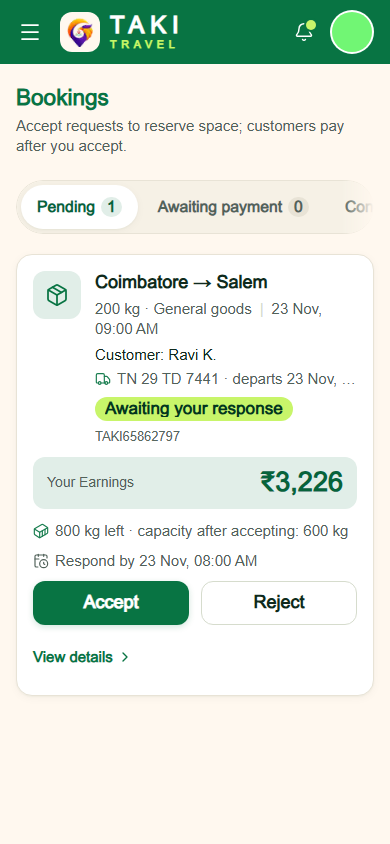 TAKI
TRAVEL
Bookings
Accept requests to reserve space; customers pay
after you accept.
Pending 1 Awaiting payment 0 Con
Coimbatore → Salem
200 kg · General goods | 23 Nov,
09:00 AM
Customer: Ravi K.
TN 29 TD 7441 · departs 23 Nov, ...
Awaiting your response
TAKI65862797
Your Earnings ₹3,226
800 kg left · capacity after accepting: 600 kg
Respond by 23 Nov, 08:00 AM
Accept Reject
View details